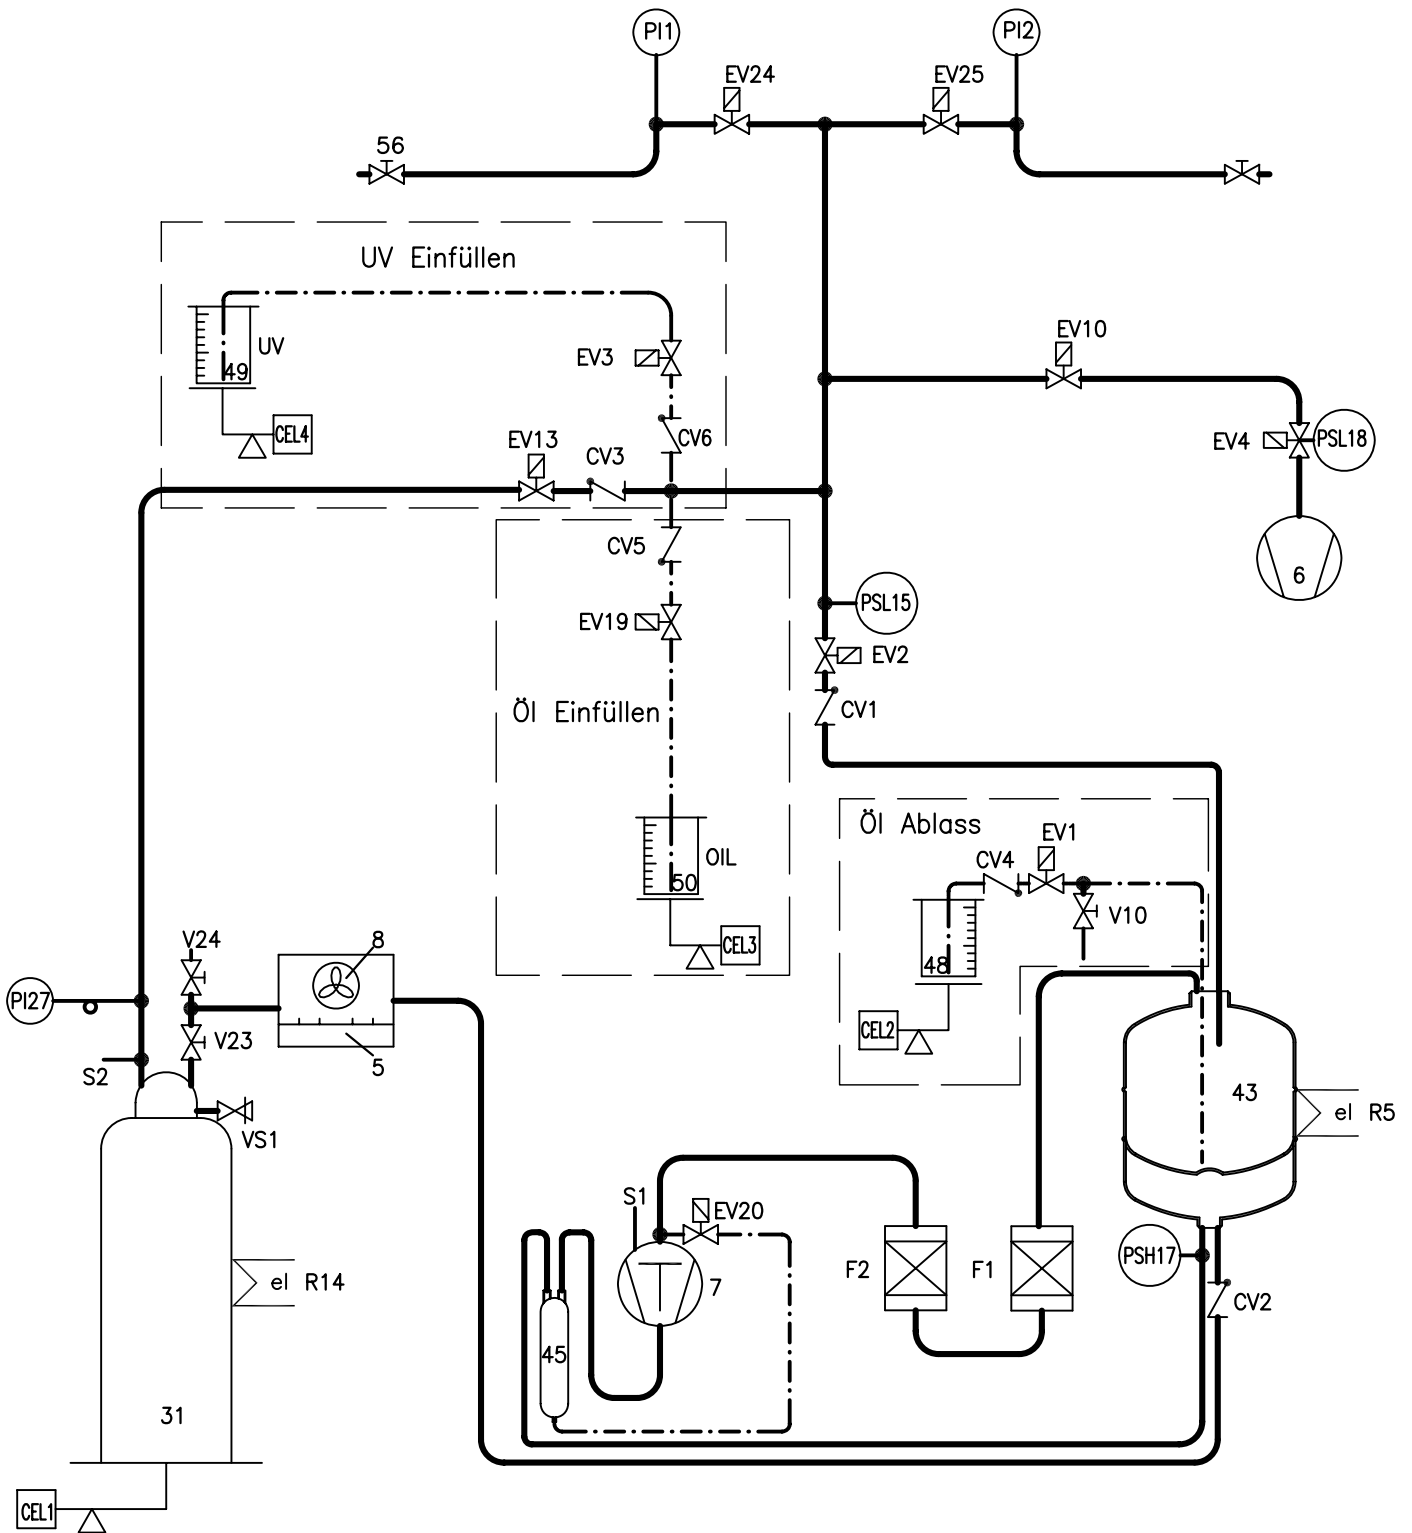 PI1
PI2
EV24
EV25
56
UV Einfüllen
UV
49
EV3
EV10
CEL4
EV13
CV3
CV6
EV4
PSL18
CV5
6
PSL15
EV19
EV2
Öl Einfüllen
CV1
Öl Ablass
EV1
CV4
OIL
50
V10
V24
8
CEL3
48
PI27
CEL2
V23
S2
5
43
el R5
VS1
S1
EV20
PSH17
F2
F1
el R14
7
CV2
45
31
CEL1